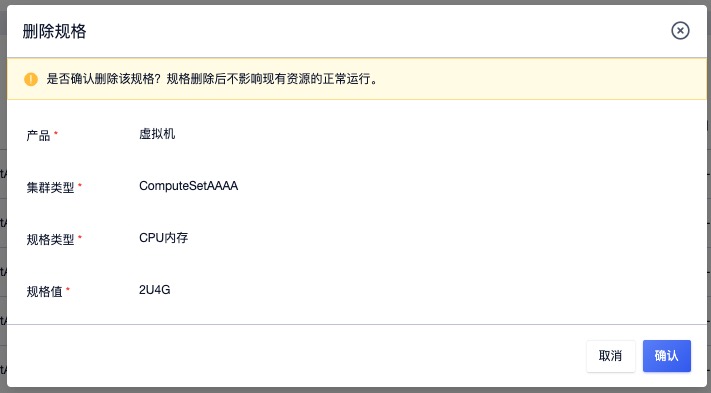 删除规格
是否确认删除该规格？规格删除后不影响现有资源的正常运行。
产品 * 虚拟机
集群类型 * ComputeSetAAAA
规格类型 * CPU内存
规格值 * 2U4G
取消 确认